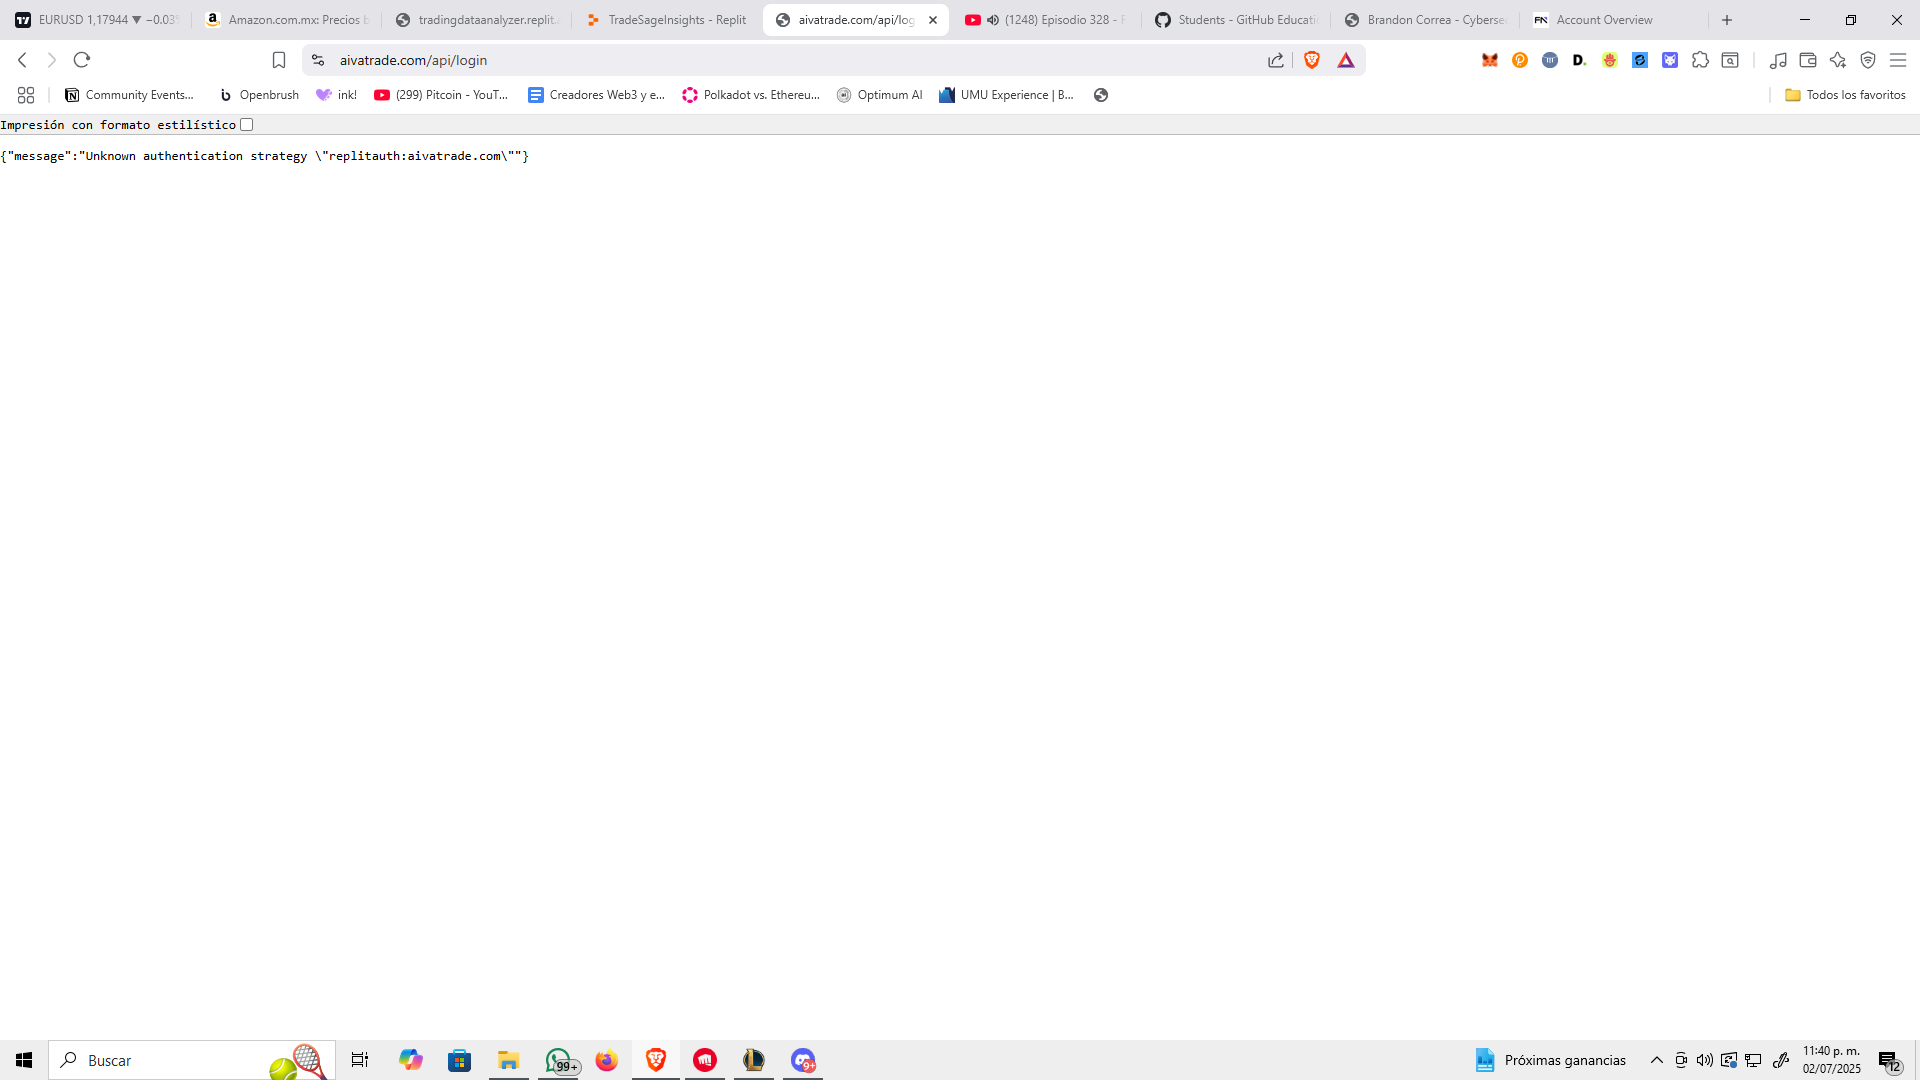 EURUSD 1,17944 ▼ −0.03%
Amazon.com.mx: Precios b
tradingdataanalyzer.replit.
TradeSageInsights - Replit
aivatrade.com/api/log
(1248) Episodio 328 -
Students - GitHub Educati
Brandon Correa - Cyberse
FN Account Overview
aivatrade.com/api/login
Community Events...
Openbrush
ink!
(299) Pitcoin - YouT...
Creadores Web3 y e...
Polkadot vs. Ethereu...
Optimum AI
UMU Experience | B...
Todos los favoritos
Impresión con formato estilístico
{"message":"Unknown authentication strategy \"replitauth:aivatrade.com\""}
Buscar
99+
9+
Próximas ganancias
11:40 p. m.
02/07/2025
12